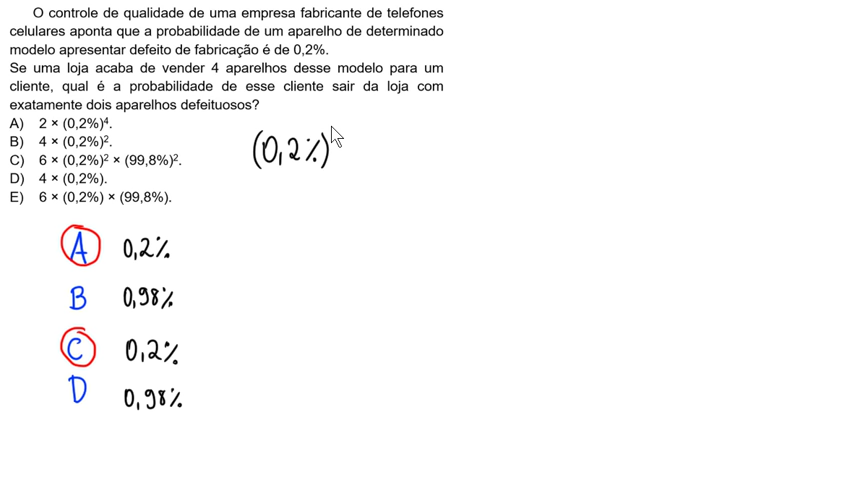 O controle de qualidade de uma empresa fabricante de telefones
celulares aponta que a probabilidade de um aparelho de determinado
modelo apresentar defeito de fabricação é de 0,2%.
Se uma loja acaba de vender 4 aparelhos desse modelo para um
cliente, qual é a probabilidade de esse cliente sair da loja com
exatamente dois aparelhos defeituosos?
A) 2 × (0,2%)⁴.
B) 4 × (0,2%)².
C) 6 × (0,2%)² × (99,8%)².
D) 4 × (0,2%).
E) 6 × (0,2%) × (99,8%).
(0,2%)
A 0,2%
B 0,98%
C 0,2%
D 0,98%